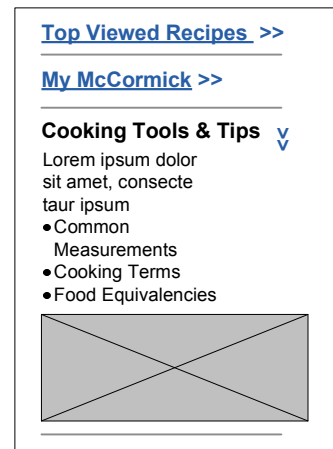 Top Viewed Recipes >>
My McCormick >>
Cooking Tools & Tips >>
Lorem ipsum dolor
sit amet, consecte
taur ipsum
•Common
Measurements
•Cooking Terms
•Food Equivalencies